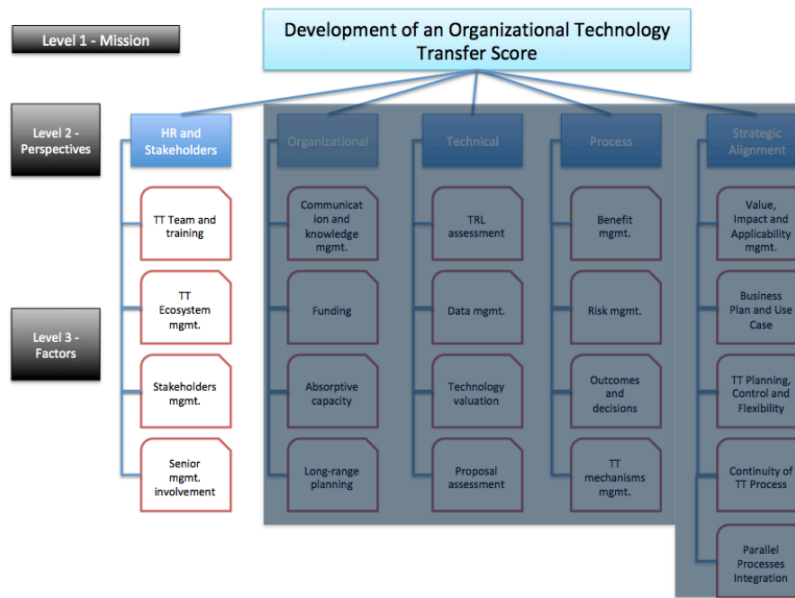 Level 1 - Mission
Development of an Organizational Technology
Transfer Score
Level 2 -
Perspectives
HR and
Stakeholders
Organizational
Technical
Process
Strategic
Alignment
Level 3 -
Factors
TT Team and
training
TT
Ecosystem
mgmt.
Stakeholders
mgmt.
Senior
mgmt.
involvement
Communicat
ion and
knowledge
mgmt.
Funding
Absorptive
capacity
Long-range
planning
TRL
assessment
Data mgmt.
Technology
valuation
Proposal
assessment
Benefit
mgmt.
Risk mgmt.
Outcomes
and
decisions
TT
mechanisms
mgmt.
Value,
Impact and
Applicability
mgmt.
Business
Plan and Use
Case
TT Planning,
Control and
Flexibility
Continuity of
TT Process
Parallel
Processes
Integration